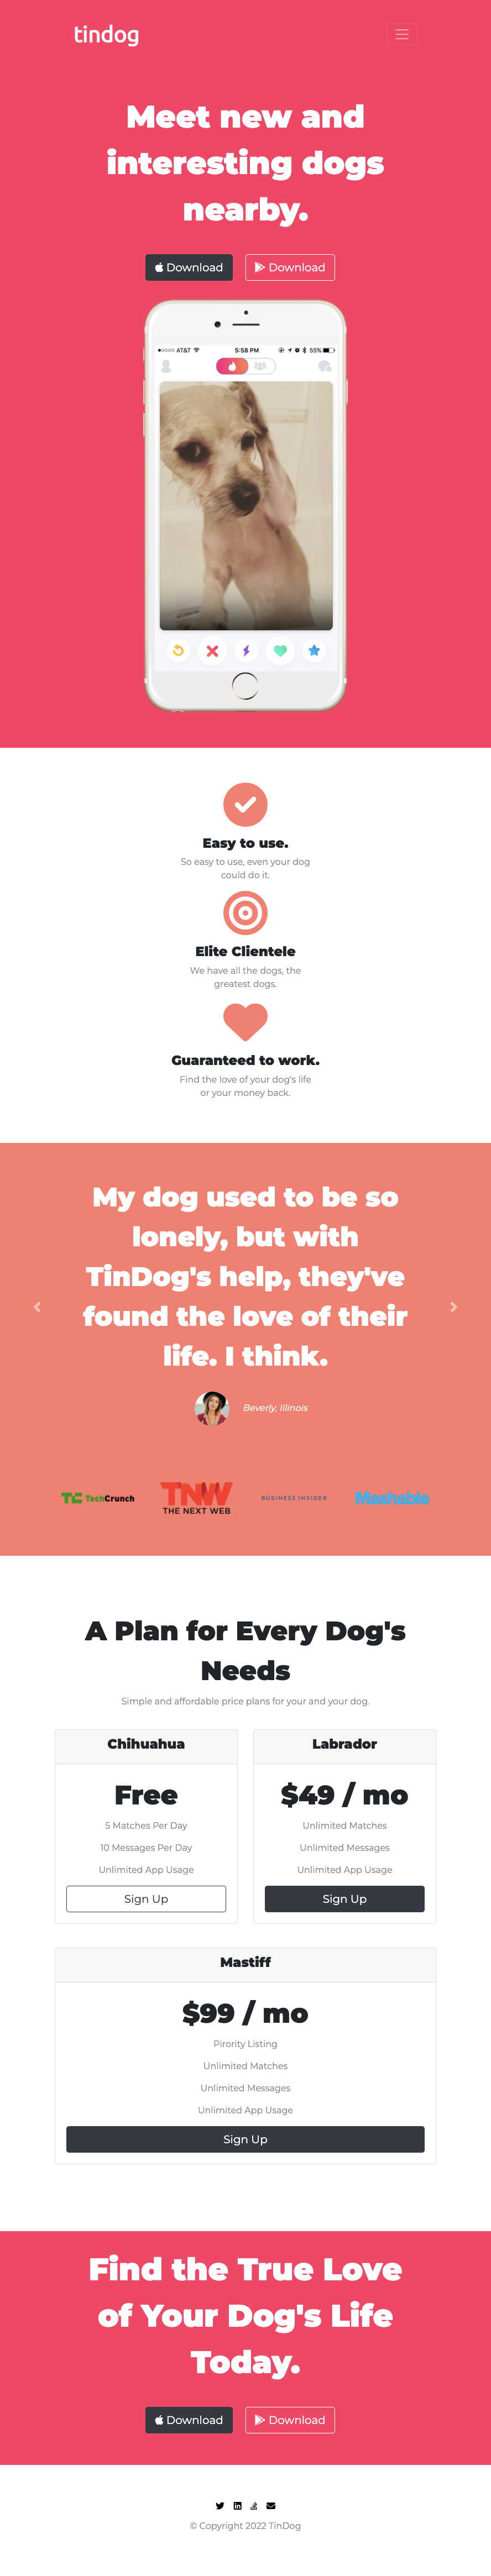 tindog
Meet new and
interesting dogs
nearby.
Download
Download
AT&T
5:58 PM
55%
Easy to use.
So easy to use, even your dog
could do it.
Elite Clientele
We have all the dogs, the
greatest dogs.
Guaranteed to work.
Find the love of your dog's life
or your money back.
My dog used to be so
lonely, but with
TinDog's help, they've
found the love of their
life. I think.
Beverly, Illinois
TC TechCrunch
TNW
THE NEXT WEB
BUSINESS INSIDER
Mashable
A Plan for Every Dog's
Needs
Simple and affordable price plans for your and your dog.
Chihuahua
Free
5 Matches Per Day
10 Messages Per Day
Unlimited App Usage
Sign Up
Labrador
$49 / mo
Unlimited Matches
Unlimited Messages
Unlimited App Usage
Sign Up
Mastiff
$99 / mo
Pirority Listing
Unlimited Matches
Unlimited Messages
Unlimited App Usage
Sign Up
Find the True Love
of Your Dog's Life
Today.
Download
Download
© Copyright 2022 TinDog